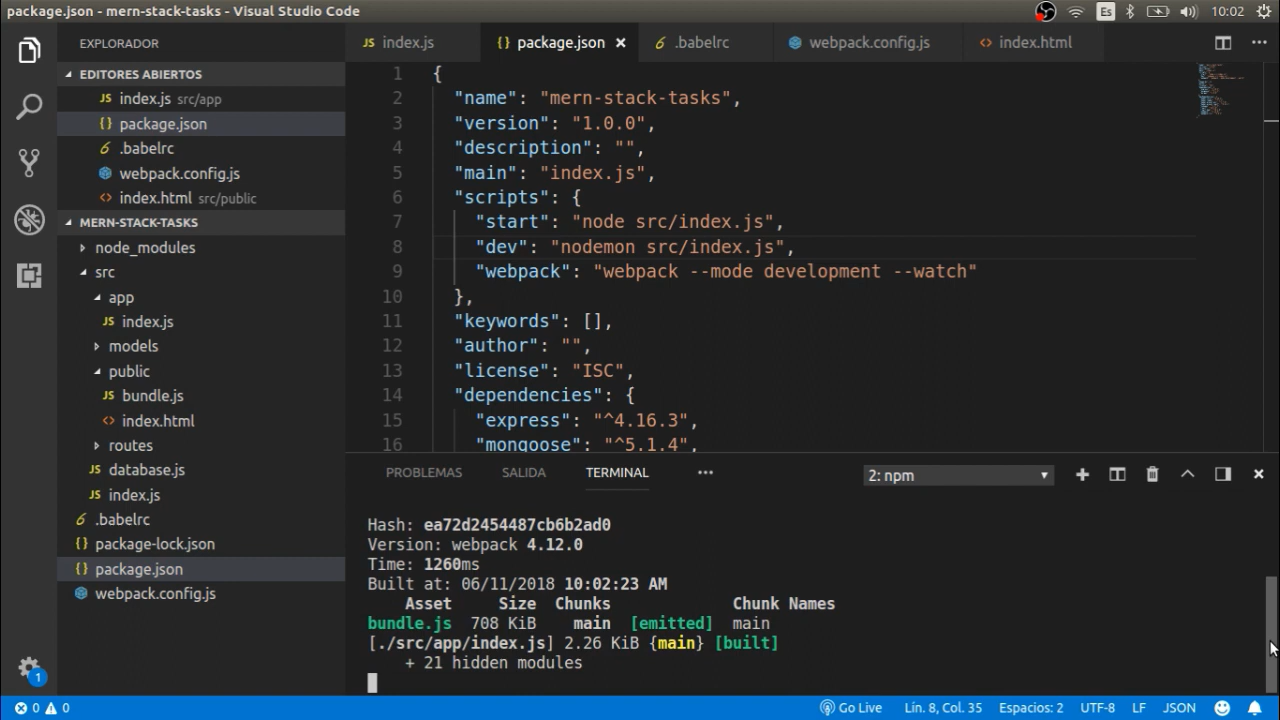 package.json - mern-stack-tasks - Visual Studio Code
Es
10:02
EXPLORADOR
EDITORES ABIERTOS
JS index.js src/app
{} package.json
.babelrc
webpack.config.js
<> index.html src/public
MERN-STACK-TASKS
node_modules
src
app
JS index.js
models
public
JS bundle.js
<> index.html
routes
JS database.js
JS index.js
.babelrc
{} package-lock.json
{} package.json
webpack.config.js
1
JS index.js
{} package.json ×
.babelrc
webpack.config.js
<> index.html
1 {
2 "name": "mern-stack-tasks",
3 "version": "1.0.0",
4 "description": "",
5 "main": "index.js",
6 "scripts": {
7 "start": "node src/index.js",
8 "dev": "nodemon src/index.js",
9 "webpack": "webpack --mode development --watch"
10 },
11 "keywords": [],
12 "author": "",
13 "license": "ISC",
14 "dependencies": {
15 "express": "^4.16.3",
16 "mongoose": "^5.1.4",
PROBLEMAS SALIDA TERMINAL ••• 2: npm
Hash: ea72d2454487cb6b2ad0
Version: webpack 4.12.0
Time: 1260ms
Built at: 06/11/2018 10:02:23 AM
Asset Size Chunks Chunk Names
bundle.js 708 KiB main [emitted] main
[./src/app/index.js] 2.26 KiB {main} [built]
+ 21 hidden modules
0 0 Go Live Lín. 8, Col. 35 Espacios: 2 UTF-8 LF JSON